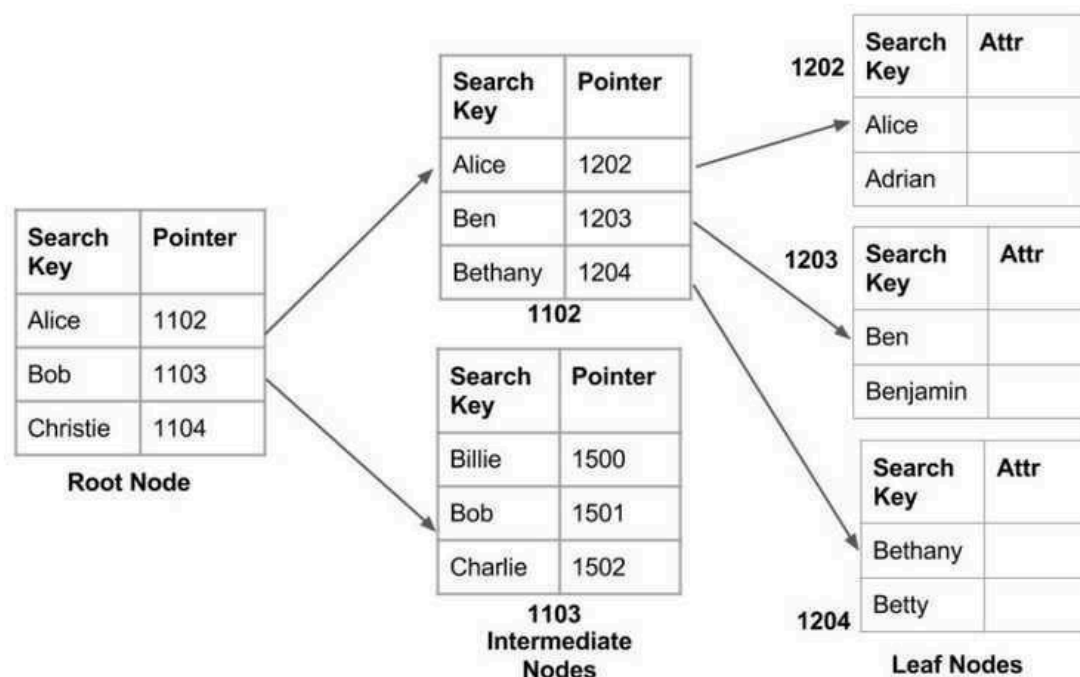 Search Key Pointer
Alice 1102
Bob 1103
Christie 1104
Root Node
Search Key Pointer
Alice 1202
Ben 1203
Bethany 1204
1102
Search Key Pointer
Billie 1500
Bob 1501
Charlie 1502
1103
Intermediate
Nodes
1202
Search Key Attr
Alice
Adrian
1203
Search Key Attr
Ben
Benjamin
Search Key Attr
Bethany
Betty
1204
Leaf Nodes